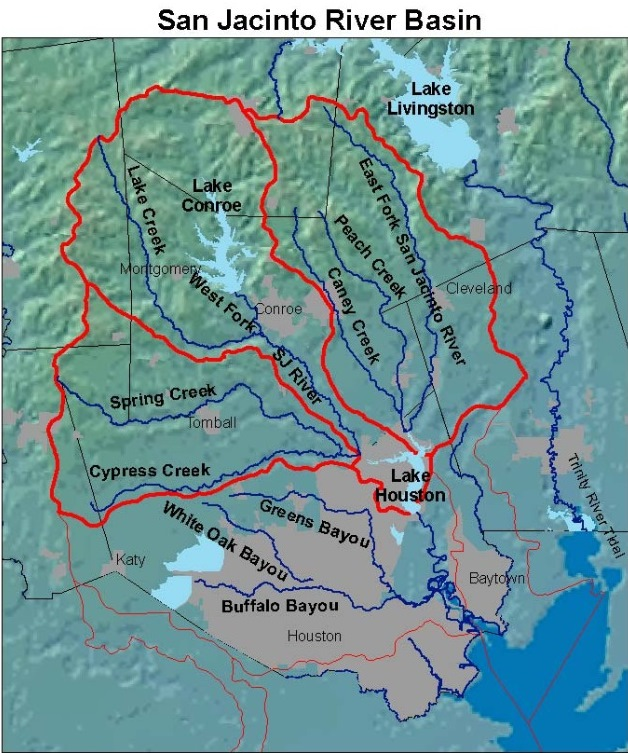 San Jacinto River Basin
Lake
Livingston
East Fork San Jacinto River
Lake Creek
Lake
Conroe
Peach Creek
Montgomery
Caney Creek
West Fork
SJ River
Cleveland
Conroe
Spring Creek
Tomball
Cypress Creek
Lake
Houston
Trinity River Tidal
Greens Bayou
White Oak Bayou
Katy
Baytown
Buffalo Bayou
Houston